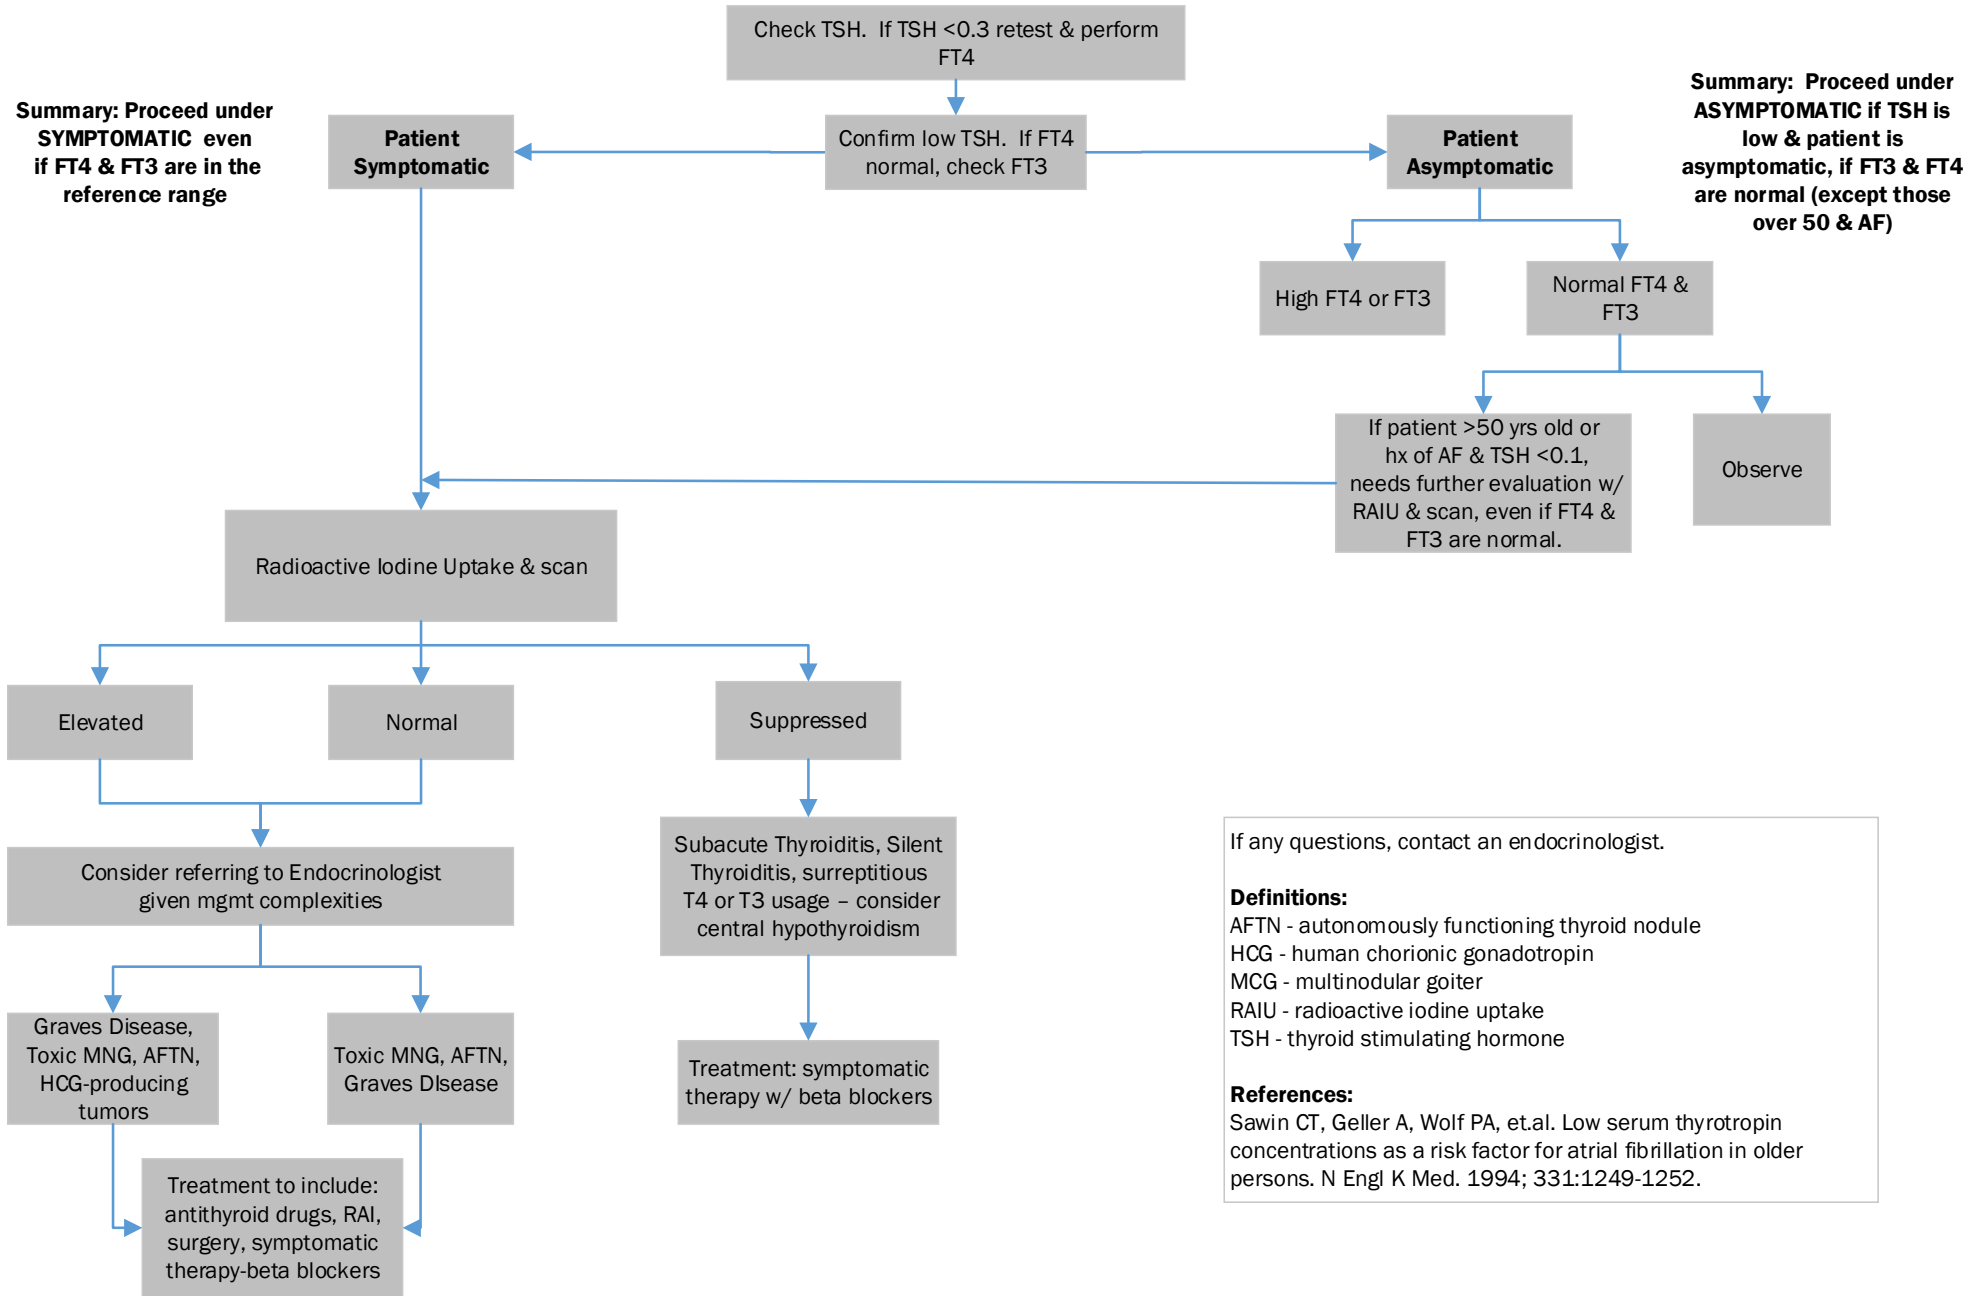 Check TSH.  If TSH <0.3 retest & perform
FT4
Summary: Proceed under
SYMPTOMATIC  even
if FT4 & FT3 are in the
reference range
Patient
Symptomatic
Confirm low TSH.  If FT4
normal, check FT3
Patient
Asymptomatic
Summary:  Proceed under
ASYMPTOMATIC if TSH is
low & patient is
asymptomatic, if FT3 & FT4
are normal (except those
over 50 & AF)
High FT4 or FT3
Normal FT4 &
FT3
If patient >50 yrs old or
hx of AF & TSH <0.1,
needs further evaluation w/
RAIU & scan, even if FT4 &
FT3 are normal.
Observe
Radioactive Iodine Uptake & scan
Elevated
Normal
Suppressed
Consider referring to Endocrinologist
given mgmt complexities
Subacute Thyroiditis, Silent
Thyroiditis, surreptitious
T4 or T3 usage – consider
central hypothyroidism
Graves Disease,
Toxic MNG, AFTN,
HCG-producing
tumors
Toxic MNG, AFTN,
Graves DIsease
Treatment: symptomatic
therapy w/ beta blockers
Treatment to include:
antithyroid drugs, RAI,
surgery, symptomatic
therapy-beta blockers
If any questions, contact an endocrinologist.
Definitions:
AFTN - autonomously functioning thyroid nodule
HCG - human chorionic gonadotropin
MCG - multinodular goiter
RAIU - radioactive iodine uptake
TSH - thyroid stimulating hormone
References:
Sawin CT, Geller A, Wolf PA, et.al. Low serum thyrotropin
concentrations as a risk factor for atrial fibrillation in older
persons. N Engl K Med. 1994; 331:1249-1252.